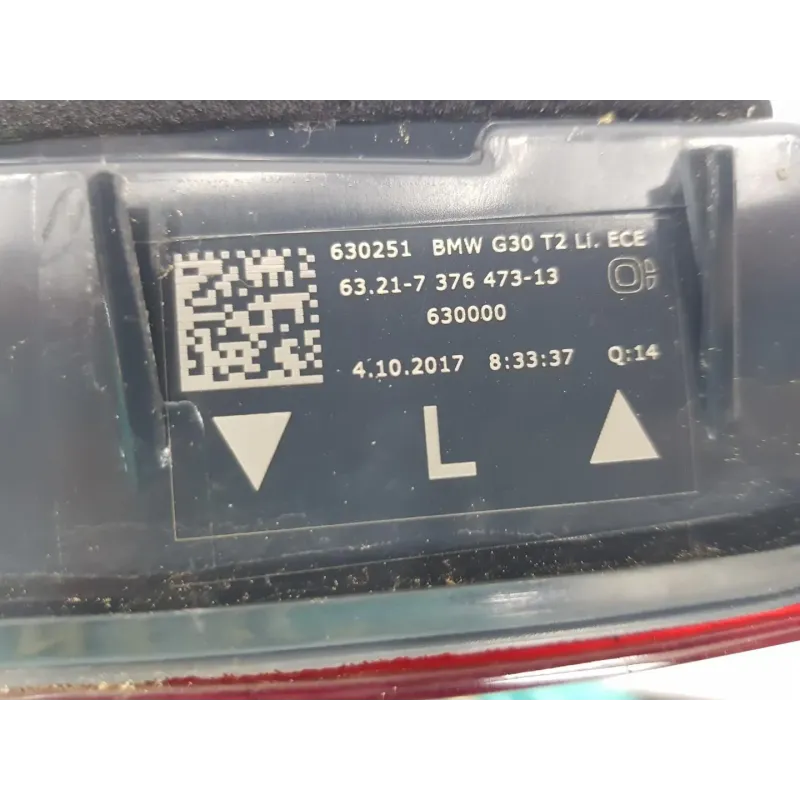 630251 BMW G30 T2 Li. ECE
63.21-7 376 473-13
630000
4.10.2017 8:33:37 Q:14
L